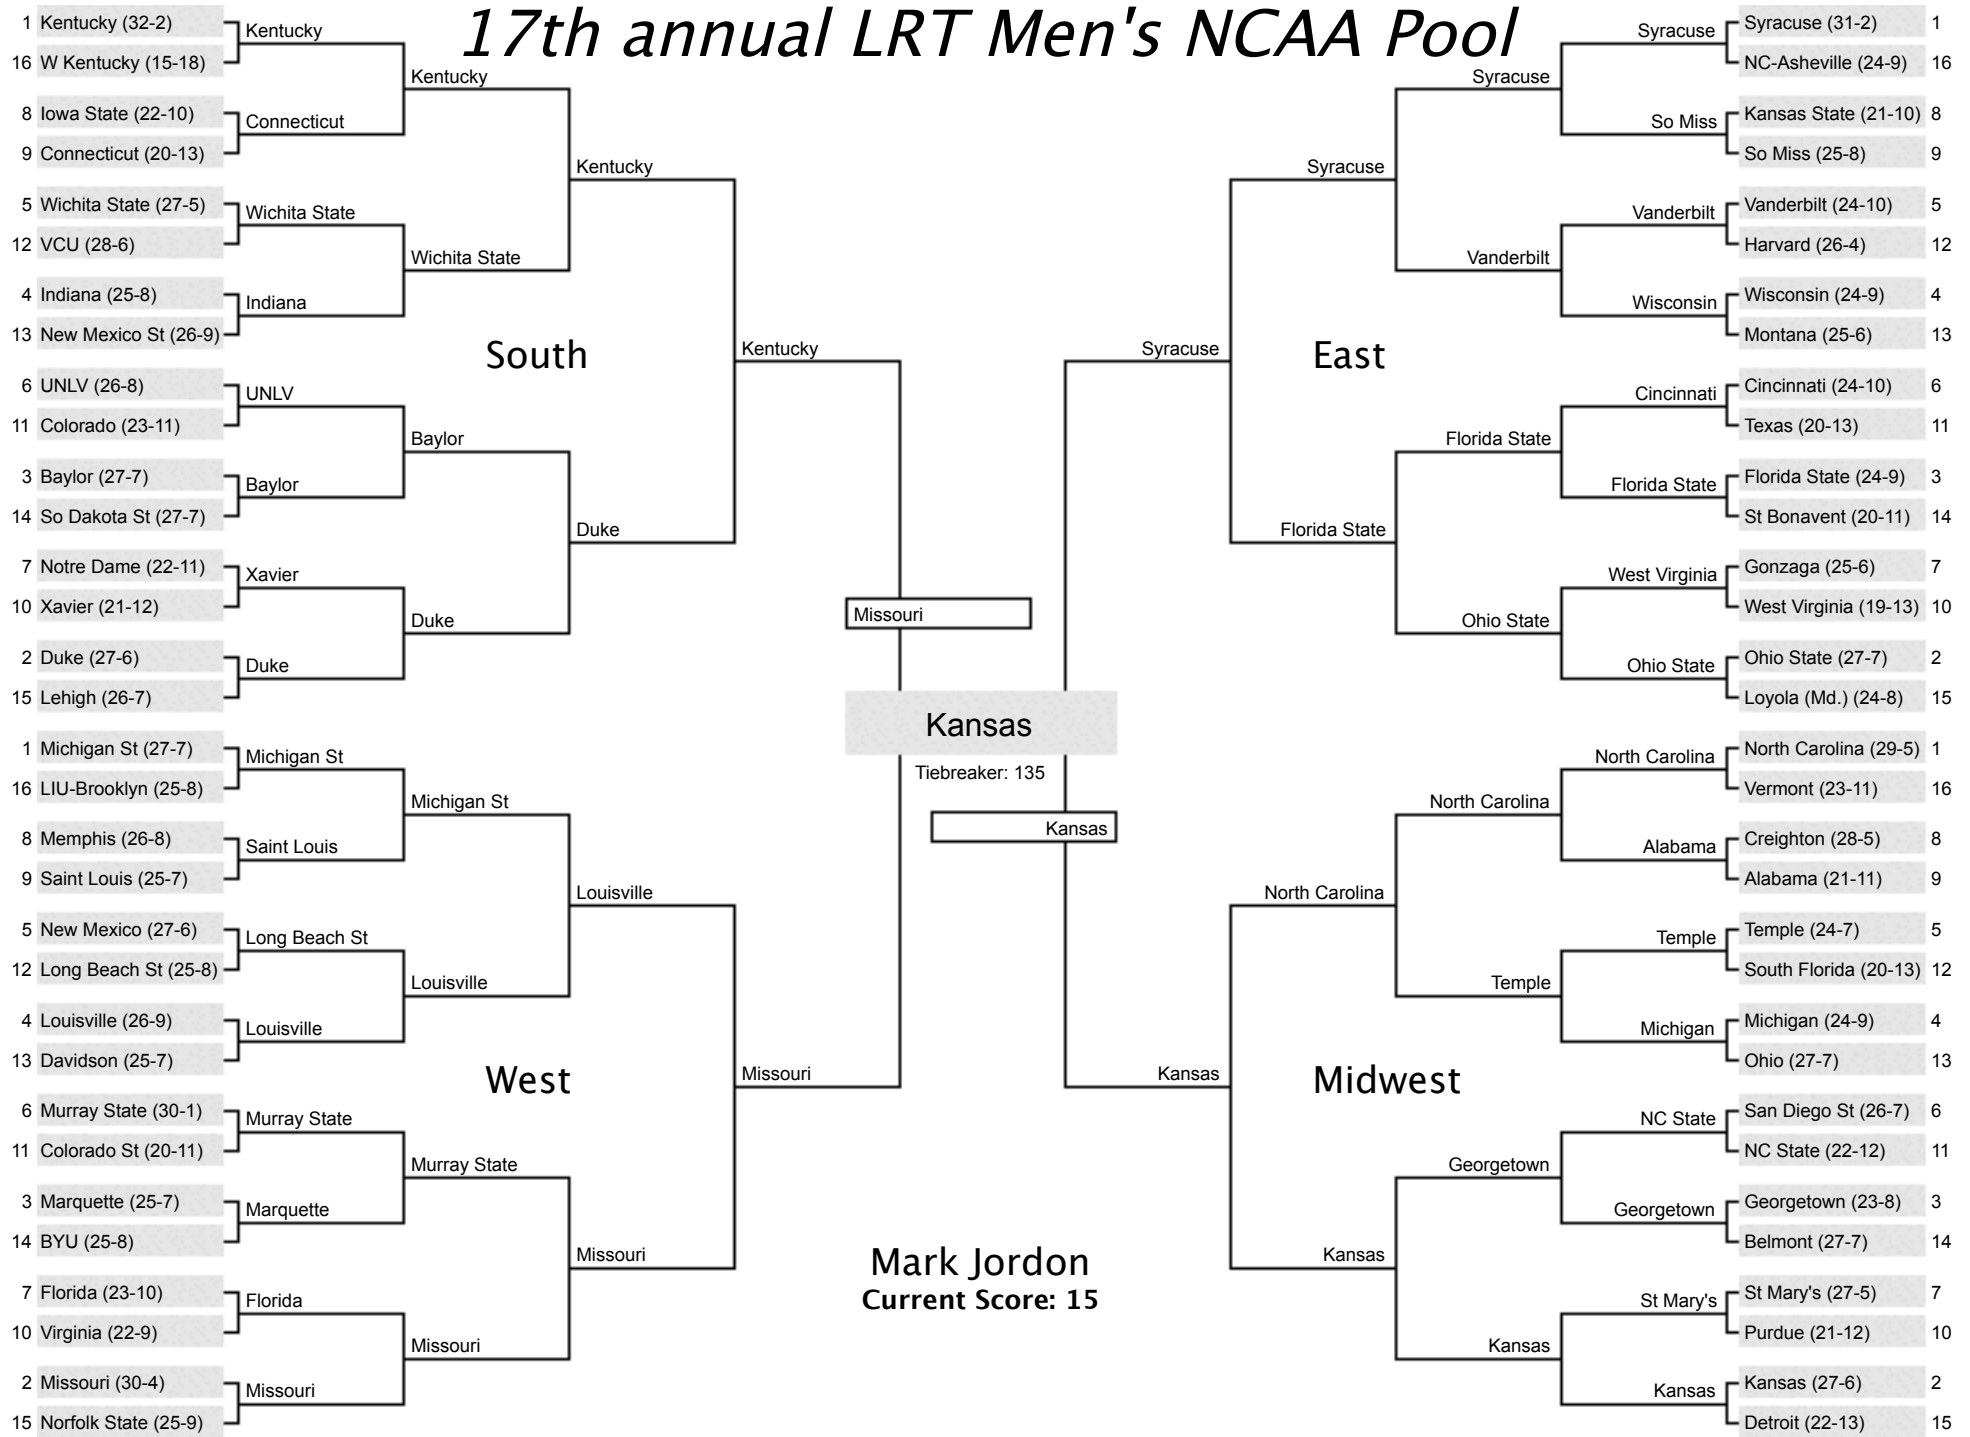 17th annual LRT Men's NCAA Pool
1 Kentucky (32-2)
16 W Kentucky (15-18)
8 Iowa State (22-10)
9 Connecticut (20-13)
5 Wichita State (27-5)
12 VCU (28-6)
4 Indiana (25-8)
13 New Mexico St (26-9)
6 UNLV (26-8)
11 Colorado (23-11)
3 Baylor (27-7)
14 So Dakota St (27-7)
7 Notre Dame (22-11)
10 Xavier (21-12)
2 Duke (27-6)
15 Lehigh (26-7)
Kentucky
Connecticut
Wichita State
Indiana
UNLV
Baylor
Xavier
Duke
Kentucky
Wichita State
Baylor
Duke
Kentucky
Duke
Kentucky
South
1 Michigan St (27-7)
16 LIU-Brooklyn (25-8)
8 Memphis (26-8)
9 Saint Louis (25-7)
5 New Mexico (27-6)
12 Long Beach St (25-8)
4 Louisville (26-9)
13 Davidson (25-7)
6 Murray State (30-1)
11 Colorado St (20-11)
3 Marquette (25-7)
14 BYU (25-8)
7 Florida (23-10)
10 Virginia (22-9)
2 Missouri (30-4)
15 Norfolk State (25-9)
Michigan St
Saint Louis
Long Beach St
Louisville
Murray State
Marquette
Florida
Missouri
Michigan St
Louisville
Murray State
Missouri
Louisville
Missouri
Missouri
West
Missouri
Kansas
Tiebreaker: 135
Kansas
Mark Jordon
Current Score: 15
Syracuse (31-2) 1
NC-Asheville (24-9) 16
Kansas State (21-10) 8
So Miss (25-8) 9
Vanderbilt (24-10) 5
Harvard (26-4) 12
Wisconsin (24-9) 4
Montana (25-6) 13
Cincinnati (24-10) 6
Texas (20-13) 11
Florida State (24-9) 3
St Bonavent (20-11) 14
Gonzaga (25-6) 7
West Virginia (19-13) 10
Ohio State (27-7) 2
Loyola (Md.) (24-8) 15
Syracuse
So Miss
Vanderbilt
Wisconsin
Cincinnati
Florida State
West Virginia
Ohio State
Syracuse
Vanderbilt
Florida State
Ohio State
Syracuse
Florida State
Syracuse
East
North Carolina (29-5) 1
Vermont (23-11) 16
Creighton (28-5) 8
Alabama (21-11) 9
Temple (24-7) 5
South Florida (20-13) 12
Michigan (24-9) 4
Ohio (27-7) 13
San Diego St (26-7) 6
NC State (22-12) 11
Georgetown (23-8) 3
Belmont (27-7) 14
St Mary's (27-5) 7
Purdue (21-12) 10
Kansas (27-6) 2
Detroit (22-13) 15
North Carolina
Alabama
Temple
Michigan
NC State
Georgetown
St Mary's
Kansas
North Carolina
Temple
Georgetown
Kansas
North Carolina
Kansas
Kansas
Midwest